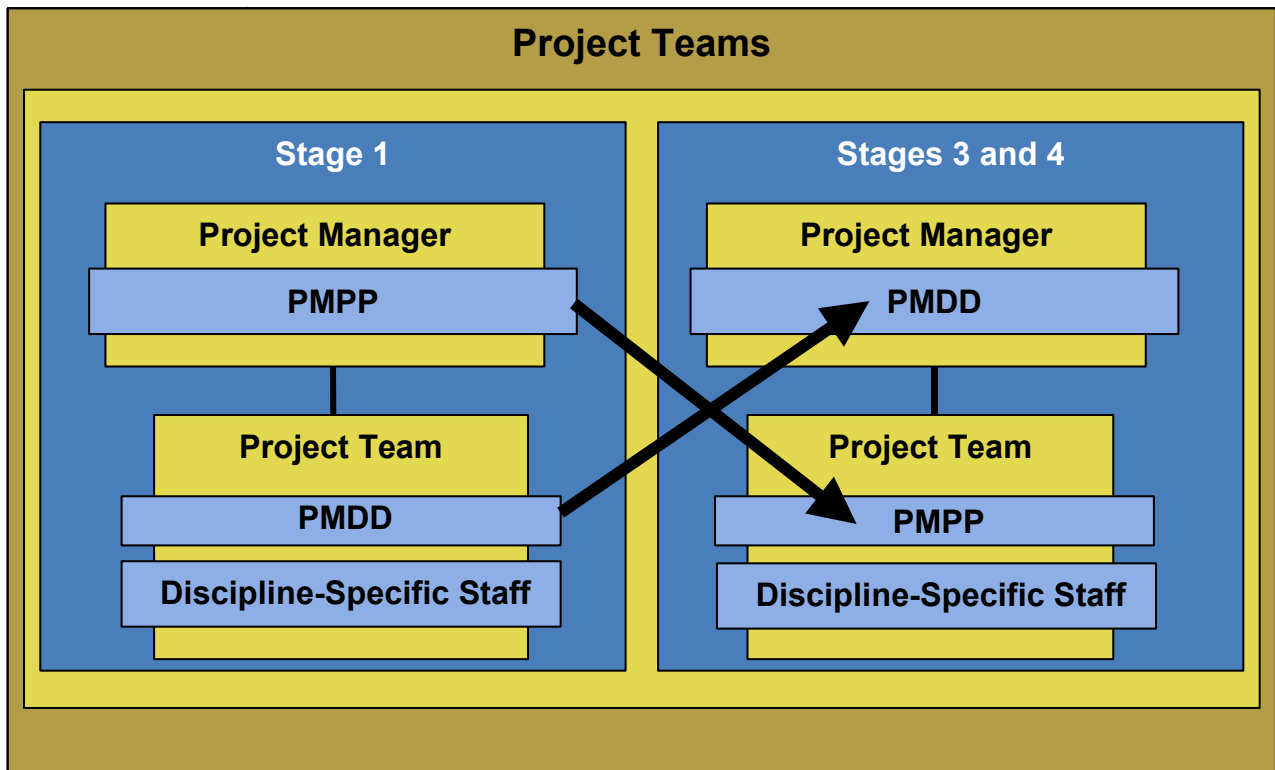 Project Teams
Stage 1
Project Manager
PMPP
Project Team
PMDD
Discipline-Specific Staff
Stages 3 and 4
Project Manager
PMDD
Project Team
PMPP
Discipline-Specific Staff